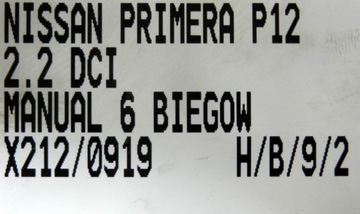 NISSAN PRIMERA P12
2.2 DCI
MANUAL 6 BIEGOW
X212/0919 H/B/9/2